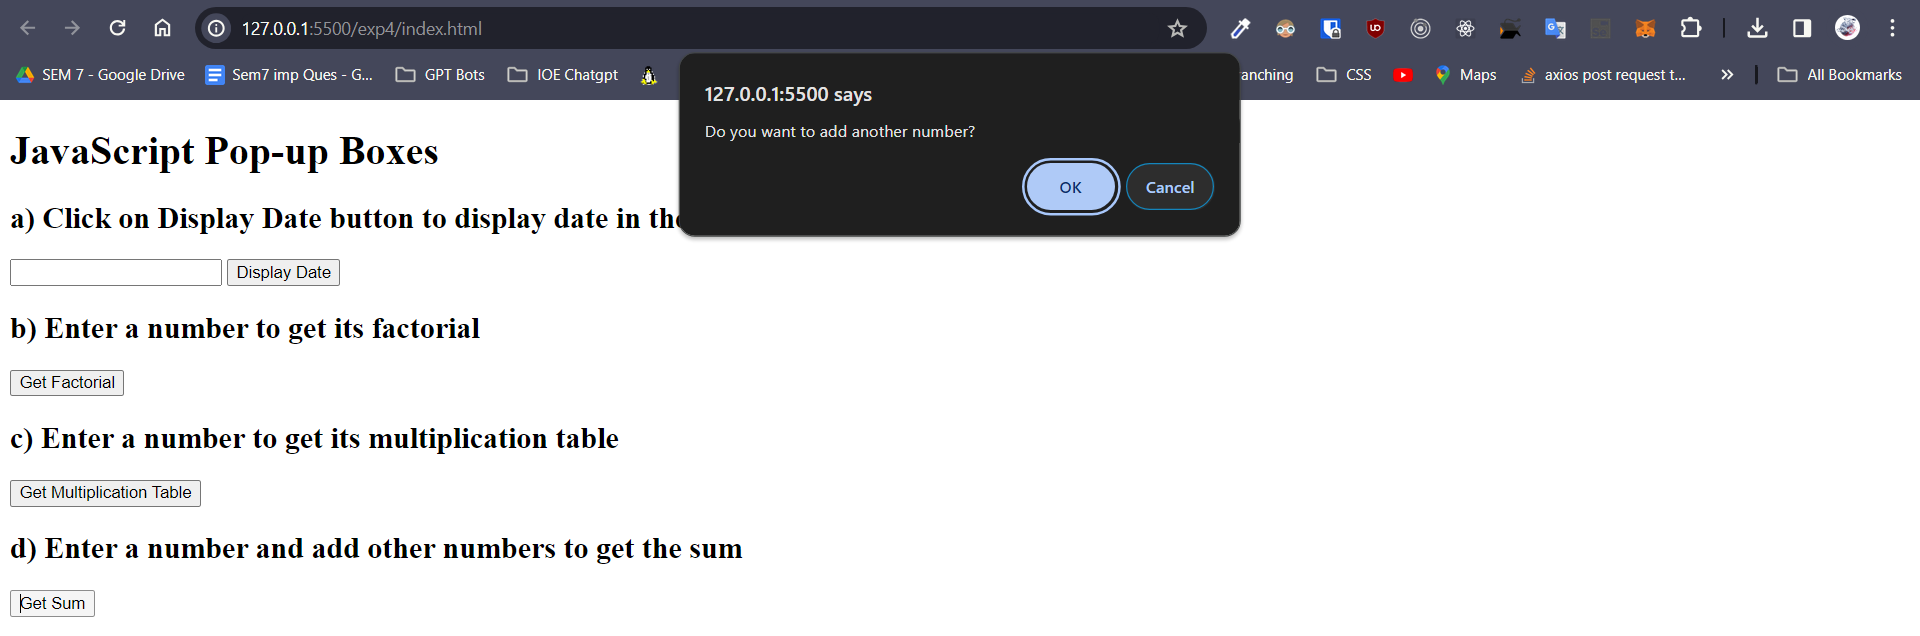 127.0.0.1:5500/exp4/index.html
SEM 7 - Google Drive
Sem7 imp Ques - G...
GPT Bots
IOE Chatgpt
anching
CSS
Maps
axios post request t...
All Bookmarks
127.0.0.1:5500 says
Do you want to add another number?
OK
Cancel
JavaScript Pop-up Boxes
a) Click on Display Date button to display date in the
Display Date
b) Enter a number to get its factorial
Get Factorial
c) Enter a number to get its multiplication table
Get Multiplication Table
d) Enter a number and add other numbers to get the sum
Get Sum